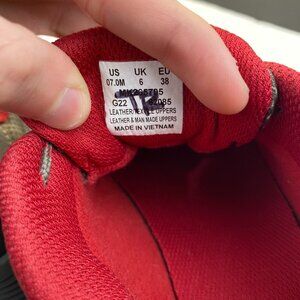 US UK EU
07.0M 6 38
G22
LEATHER/TEXTILE UPPERS
LEATHER & MAN MADE UPPERS
MADE IN VIETNAM